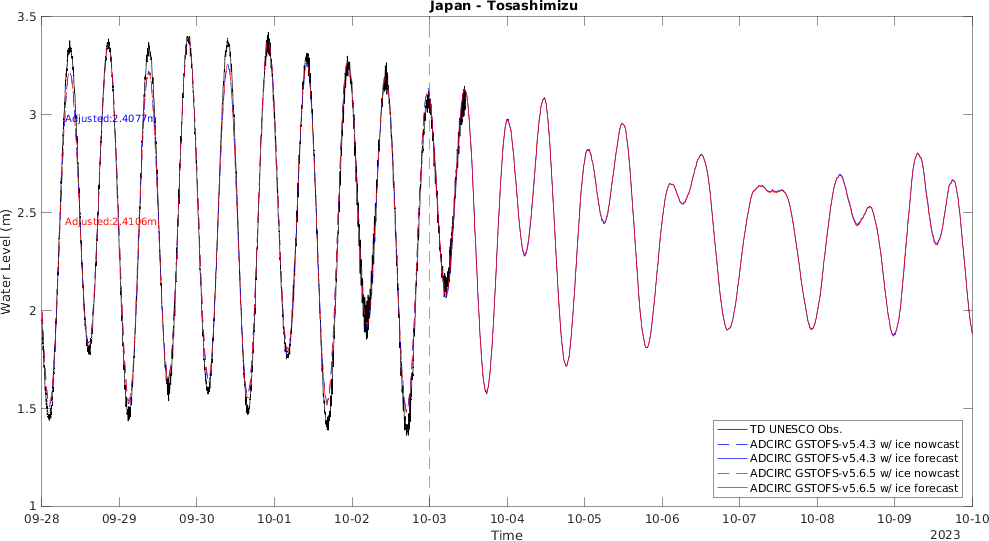 Japan - Tosashimizu
3.5
3
2.5
2
1.5
1
Water Level (m)
Adjusted:2.4077m
Adjusted:2.4106m
TD UNESCO Obs.
ADCIRC GSTOFS-v5.4.3 w/ ice nowcast
ADCIRC GSTOFS-v5.4.3 w/ ice forecast
ADCIRC GSTOFS-v5.6.5 w/ ice nowcast
ADCIRC GSTOFS-v5.6.5 w/ ice forecast
09-28 09-29 09-30 10-01 10-02 10-03 10-04 10-05 10-06 10-07 10-08 10-09 10-10
Time
2023